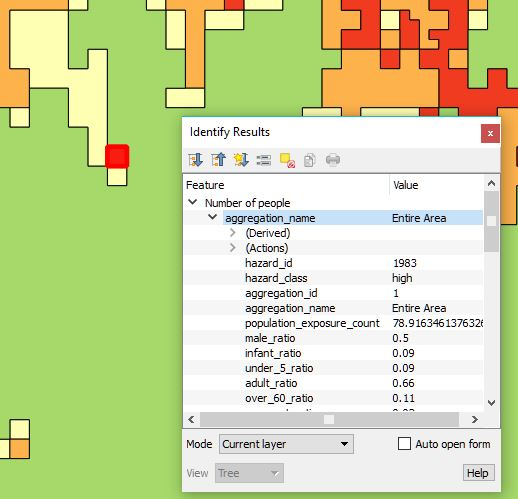 Identify Results
x
Feature Value
Number of people
aggregation_name Entire Area
(Derived)
(Actions)
hazard_id 1983
hazard_class high
aggregation_id 1
aggregation_name Entire Area
population_exposure_count 78.9163461376326
male_ratio 0.5
infant_ratio 0.09
under_5_ratio 0.09
adult_ratio 0.66
over_60_ratio 0.11
Mode Current layer Auto open form
View Tree Help